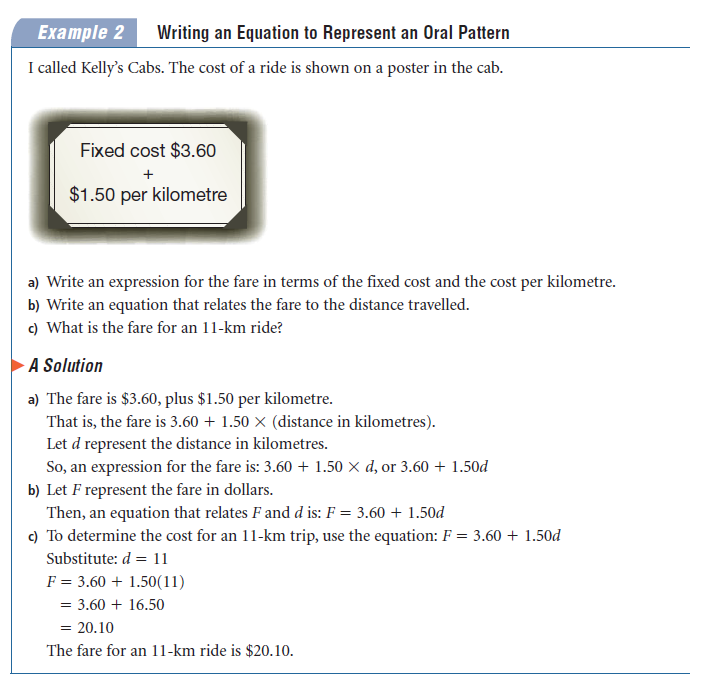 Example 2 Writing an Equation to Represent an Oral Pattern
I called Kelly's Cabs. The cost of a ride is shown on a poster in the cab.
Fixed cost $3.60
+
$1.50 per kilometre
a) Write an expression for the fare in terms of the fixed cost and the cost per kilometre.
b) Write an equation that relates the fare to the distance travelled.
c) What is the fare for an 11-km ride?
A Solution
a) The fare is $3.60, plus $1.50 per kilometre.
That is, the fare is 3.60 + 1.50 × (distance in kilometres).
Let d represent the distance in kilometres.
So, an expression for the fare is: 3.60 + 1.50 × d, or 3.60 + 1.50d
b) Let F represent the fare in dollars.
Then, an equation that relates F and d is: F = 3.60 + 1.50d
c) To determine the cost for an 11-km trip, use the equation: F = 3.60 + 1.50d
Substitute: d = 11
F = 3.60 + 1.50(11)
= 3.60 + 16.50
= 20.10
The fare for an 11-km ride is $20.10.